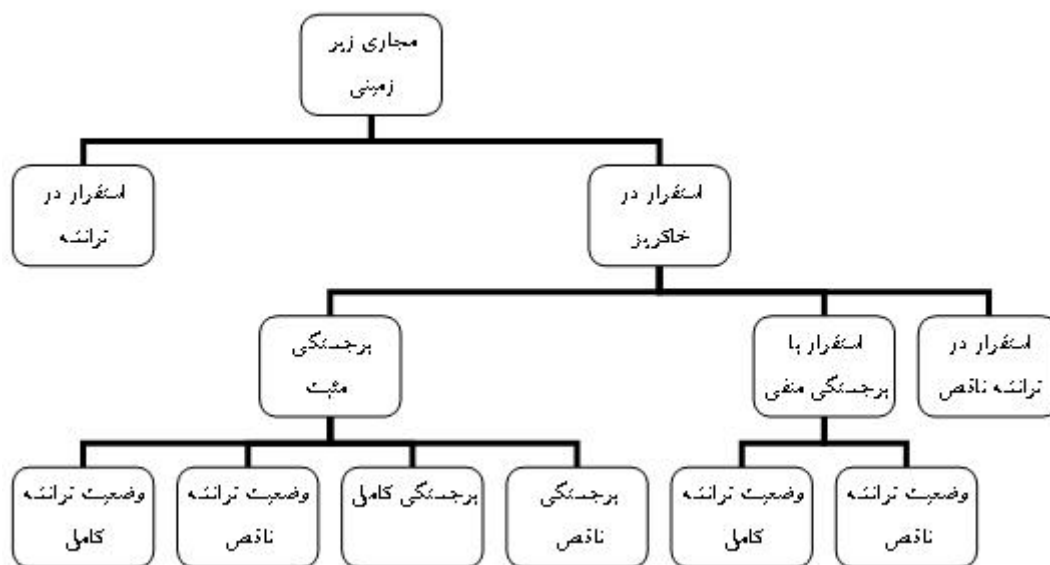 مجاری زیر
زمینی
استقرار در
خاکریز
استقرار در
ترانشه
استقرار در
ترانشه ناقص
استقرار با
برجستگی منفی
برجستگی
مثبت
وضعیت ترانشه
ناقص
وضعیت ترانشه
کامل
برجستگی
ناقص
برجستگی کامل
وضعیت ترانشه
ناقص
وضعیت ترانشه
کامل